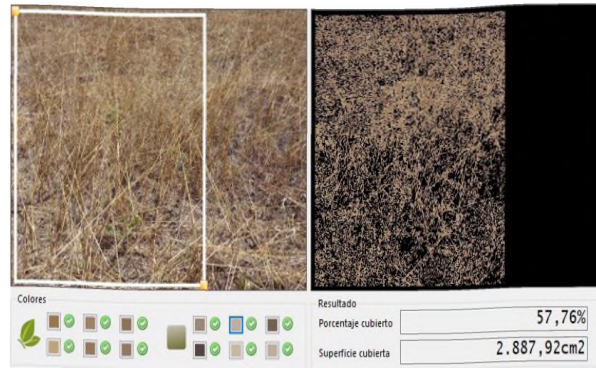 Colores
Resultado
Porcentaje cubierto 57,76%
Superficie cubierta 2.887,92cm2